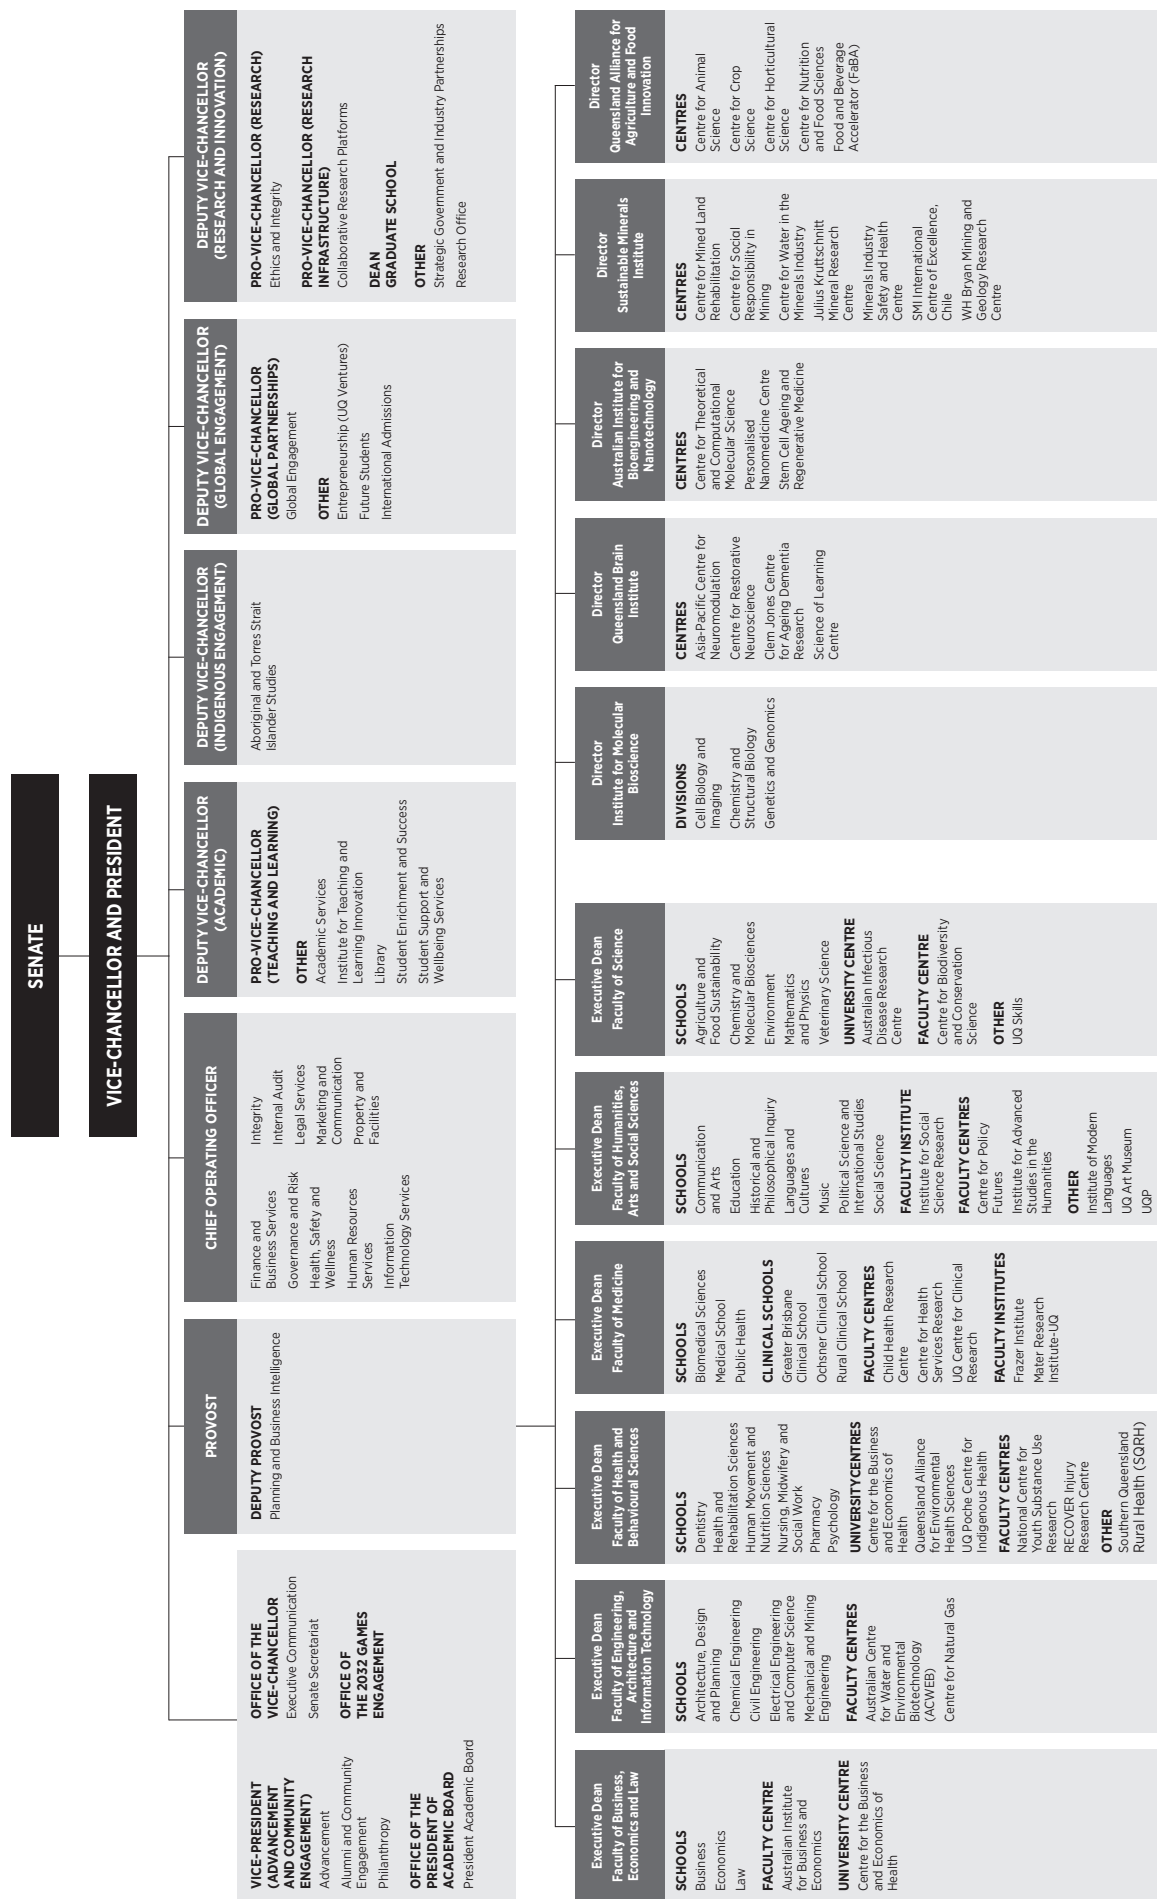 SENATE
VICE-CHANCELLOR AND PRESIDENT
VICE-PRESIDENT
(ADVANCEMENT
AND COMMUNITY
ENGAGEMENT)
Advancement
Alumni and Community
Engagement
Philanthropy
OFFICE OF THE
PRESIDENT OF
ACADEMIC BOARD
President Academic Board
OFFICE OF THE
VICE-CHANCELLOR
Executive Communication
Senate Secretariat
OFFICE OF
THE 2032 GAMES
ENGAGEMENT
PROVOST
DEPUTY PROVOST
Planning and Business Intelligence
CHIEF OPERATING OFFICER
Finance and
Business Services
Governance and Risk
Health, Safety and
Wellness
Human Resources
Services
Information
Technology Services
Integrity
Internal Audit
Legal Services
Marketing and
Communication
Property and
Facilities
DEPUTY VICE-CHANCELLOR
(ACADEMIC)
PRO-VICE-CHANCELLOR
(TEACHING AND LEARNING)
OTHER
Academic Services
Institute for Teaching and
Learning Innovation
Library
Student Enrichment and Success
Student Support and
Wellbeing Services
DEPUTY VICE-CHANCELLOR
(INDIGENOUS ENGAGEMENT)
Aboriginal and Torres Strait
Islander Studies
DEPUTY VICE-CHANCELLOR
(GLOBAL ENGAGEMENT)
PRO-VICE-CHANCELLOR
(GLOBAL PARTNERSHIPS)
Global Engagement
OTHER
Entrepreneurship (UQ Ventures)
Future Students
International Admissions
DEPUTY VICE-CHANCELLOR
(RESEARCH AND INNOVATION)
PRO-VICE-CHANCELLOR (RESEARCH)
Ethics and Integrity
PRO-VICE-CHANCELLOR (RESEARCH
INFRASTRUCTURE)
Collaborative Research Platforms
DEAN
GRADUATE SCHOOL
OTHER
Strategic Government and Industry Partnerships
Research Office
Executive Dean
Faculty of Business,
Economics and Law
SCHOOLS
Business
Economics
Law
FACULTY CENTRE
Australian Institute
for Business and
Economics
UNIVERSITY CENTRE
Centre for the Business
and Economics of
Health
Executive Dean
Faculty of Engineering,
Architecture and
Information Technology
SCHOOLS
Architecture, Design
and Planning
Chemical Engineering
Civil Engineering
Electrical Engineering
and Computer Science
Mechanical and Mining
Engineering
FACULTY CENTRES
Australian Centre
for Water and
Environmental
Biotechnology
(ACWEB)
Centre for Natural Gas
Executive Dean
Faculty of Health and
Behavioural Sciences
SCHOOLS
Dentistry
Health and
Rehabilitation Sciences
Human Movement and
Nutrition Sciences
Nursing, Midwifery and
Social Work
Pharmacy
Psychology
UNIVERSITYCENTRES
Centre for the Business
and Economics of
Health
Queensland Alliance
for Environmental
Health Sciences
UQ Poche Centre for
Indigenous Health
FACULTY CENTRES
National Centre for
Youth Substance Use
Research
RECOVER Injury
Research Centre
OTHER
Southern Queensland
Rural Health (SQRH)
Executive Dean
Faculty of Medicine
SCHOOLS
Biomedical Sciences
Medical School
Public Health
CLINICAL SCHOOLS
Greater Brisbane
Clinical School
Ochsner Clinical School
Rural Clinical School
FACULTY CENTRES
Child Health Research
Centre
Centre for Health
Services Research
UQ Centre for Clinical
Research
FACULTY INSTITUTES
Frazer Institute
Mater Research
Institute-UQ
Executive Dean
Faculty of Humanities,
Arts and Social Sciences
SCHOOLS
Communication
and Arts
Education
Historical and
Philosophical Inquiry
Languages and
Cultures
Music
Political Science and
International Studies
Social Science
FACULTY INSTITUTE
Institute for Social
Science Research
FACULTY CENTRES
Centre for Policy
Futures
Institute for Advanced
Studies in the
Humanities
OTHER
Institute of Modern
Languages
UQ Art Museum
UQP
Executive Dean
Faculty of Science
SCHOOLS
Agriculture and
Food Sustainability
Chemistry and
Molecular Biosciences
Environment
Mathematics
and Physics
Veterinary Science
UNIVERSITY CENTRE
Australian Infectious
Disease Research
Centre
FACULTY CENTRE
Centre for Biodiversity
and Conservation
Science
OTHER
UQ Skills
Director
Institute for Molecular
Bioscience
DIVISIONS
Cell Biology and
Imaging
Chemistry and
Structural Biology
Genetics and Genomics
Director
Queensland Brain
Institute
CENTRES
Asia-Pacific Centre for
Neuromodulation
Centre for Restorative
Neuroscience
Clem Jones Centre
for Ageing Dementia
Research
Science of Learning
Centre
Director
Australian Institute for
Bioengineering and
Nanotechnology
CENTRES
Centre for Theoretical
and Computational
Molecular Science
Personalised
Nanomedicine Centre
Stem Cell Ageing and
Regenerative Medicine
Director
Sustainable Minerals
Institute
CENTRES
Centre for Mined Land
Rehabilitation
Centre for Sociol
Responsibility in
Mining
Centre for Water in the
Minerals Industry
Julius Kruttschnitt
Mineral Research
Centre
Minerals Industry
Safety and Health
Centre
SMI International
Centre of Excellence,
Chile
WH Bryan Mining and
Geology Research
Centre
Director
Queensland Alliance for
Agriculture and Food
Innovation
CENTRES
Centre for Animal
Science
Centre for Crop
Science
Centre for Horticultural
Science
Centre for Nutrition
and Food Sciences
Food and Beverage
Accelerator (FaBA)